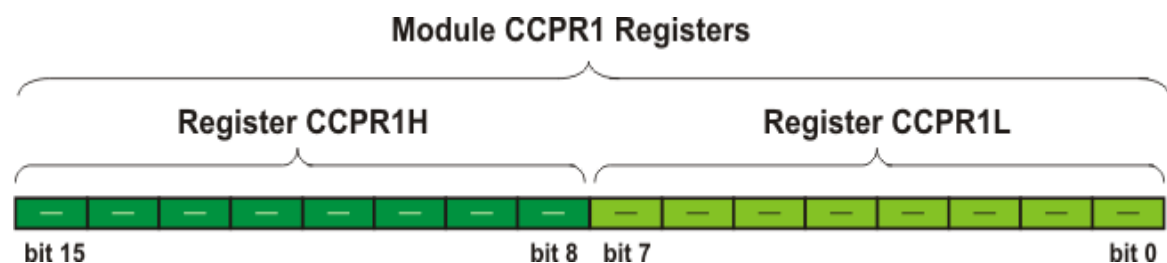 Module CCPR1 Registers
Register CCPR1H Register CCPR1L
— — — — — — — — — — — — — — — —
bit 15 bit 8 bit 7 bit 0